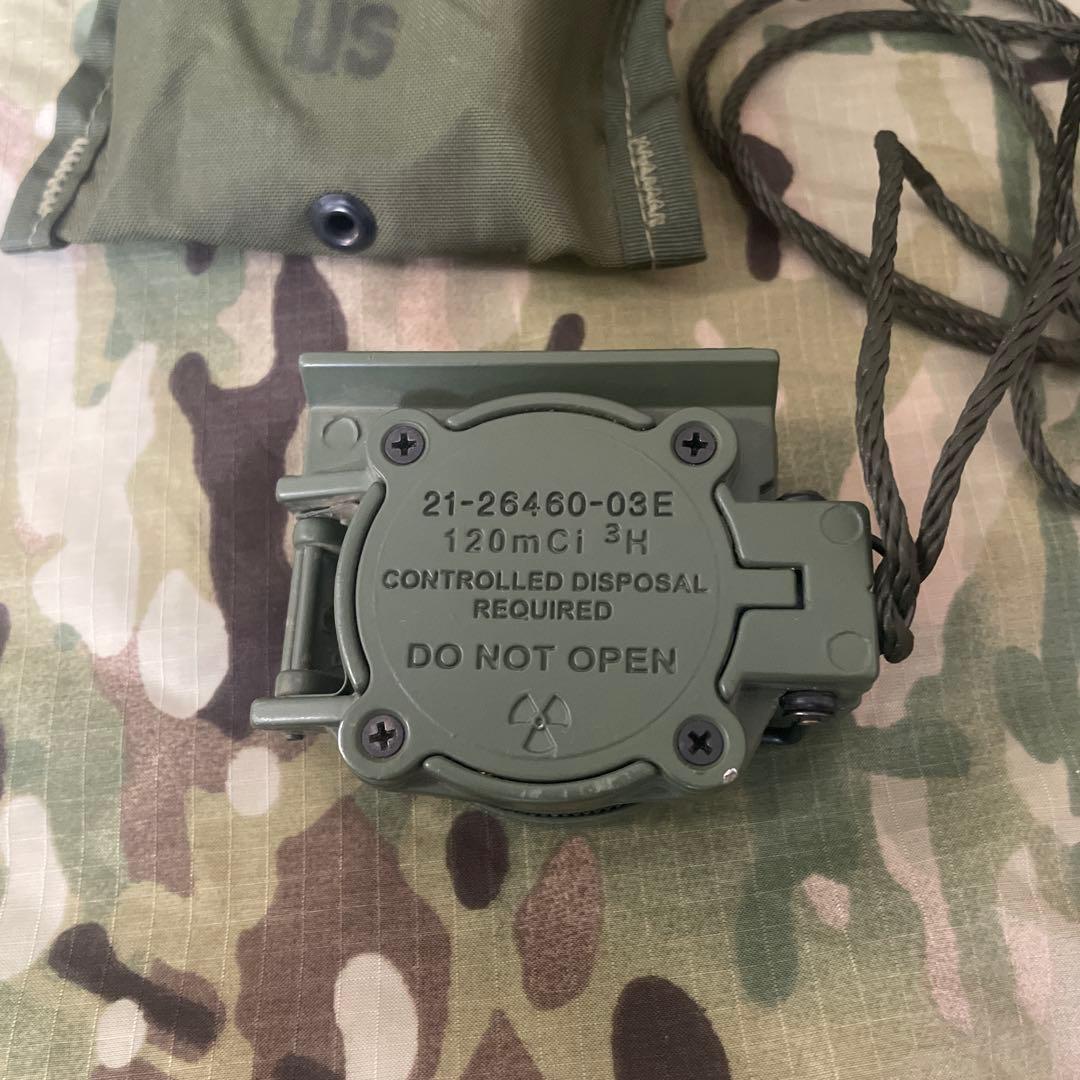 US
21-26460-03E
120mCi ³H
CONTROLLED DISPOSAL
REQUIRED
DO NOT OPEN